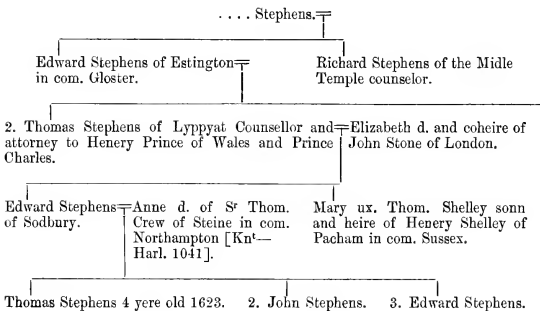 . . . . Stephens.
Edward Stephens of Estington
in com. Gloster.
Richard Stephens of the Midle
Temple counselor.
2. Thomas Stephens of Lyppyat Counsellor and
attorney to Henery Prince of Wales and Prince
Charles.
Elizabeth d. and coheire of
John Stone of London.
Edward Stephens
of Sodbury.
Anne d. of Sr Thom.
Crew of Steine in com.
Northampton [Knt—
Harl. 1041].
Mary ux. Thom. Shelley sonn
and heire of Henery Shelley of
Pacham in com. Sussex.
Thomas Stephens 4 yere old 1623.
2. John Stephens.
3. Edward Stephens.